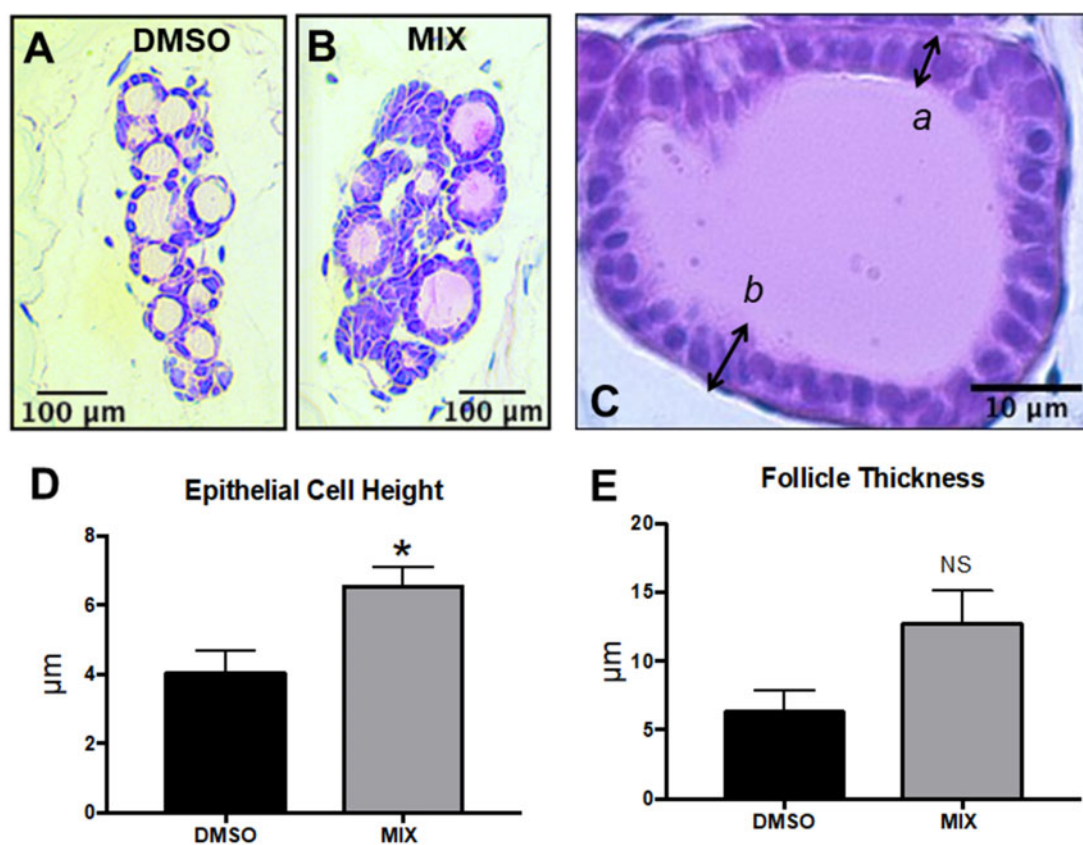 A
DMSO
100 µm
B
MIX
100 µm
a
b
C
10 µm
D
Epithelial Cell Height
µm
8
6
4
2
0
*
DMSO
MIX
E
Follicle Thickness
µm
20
15
10
5
0
NS
DMSO
MIX